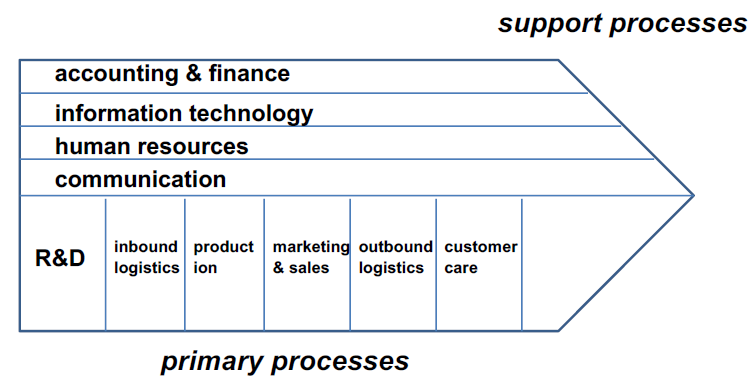 support processes
accounting & finance
information technology
human resources
communication
R&D
inbound
logistics
product
ion
marketing
& sales
outbound
logistics
customer
care
primary processes